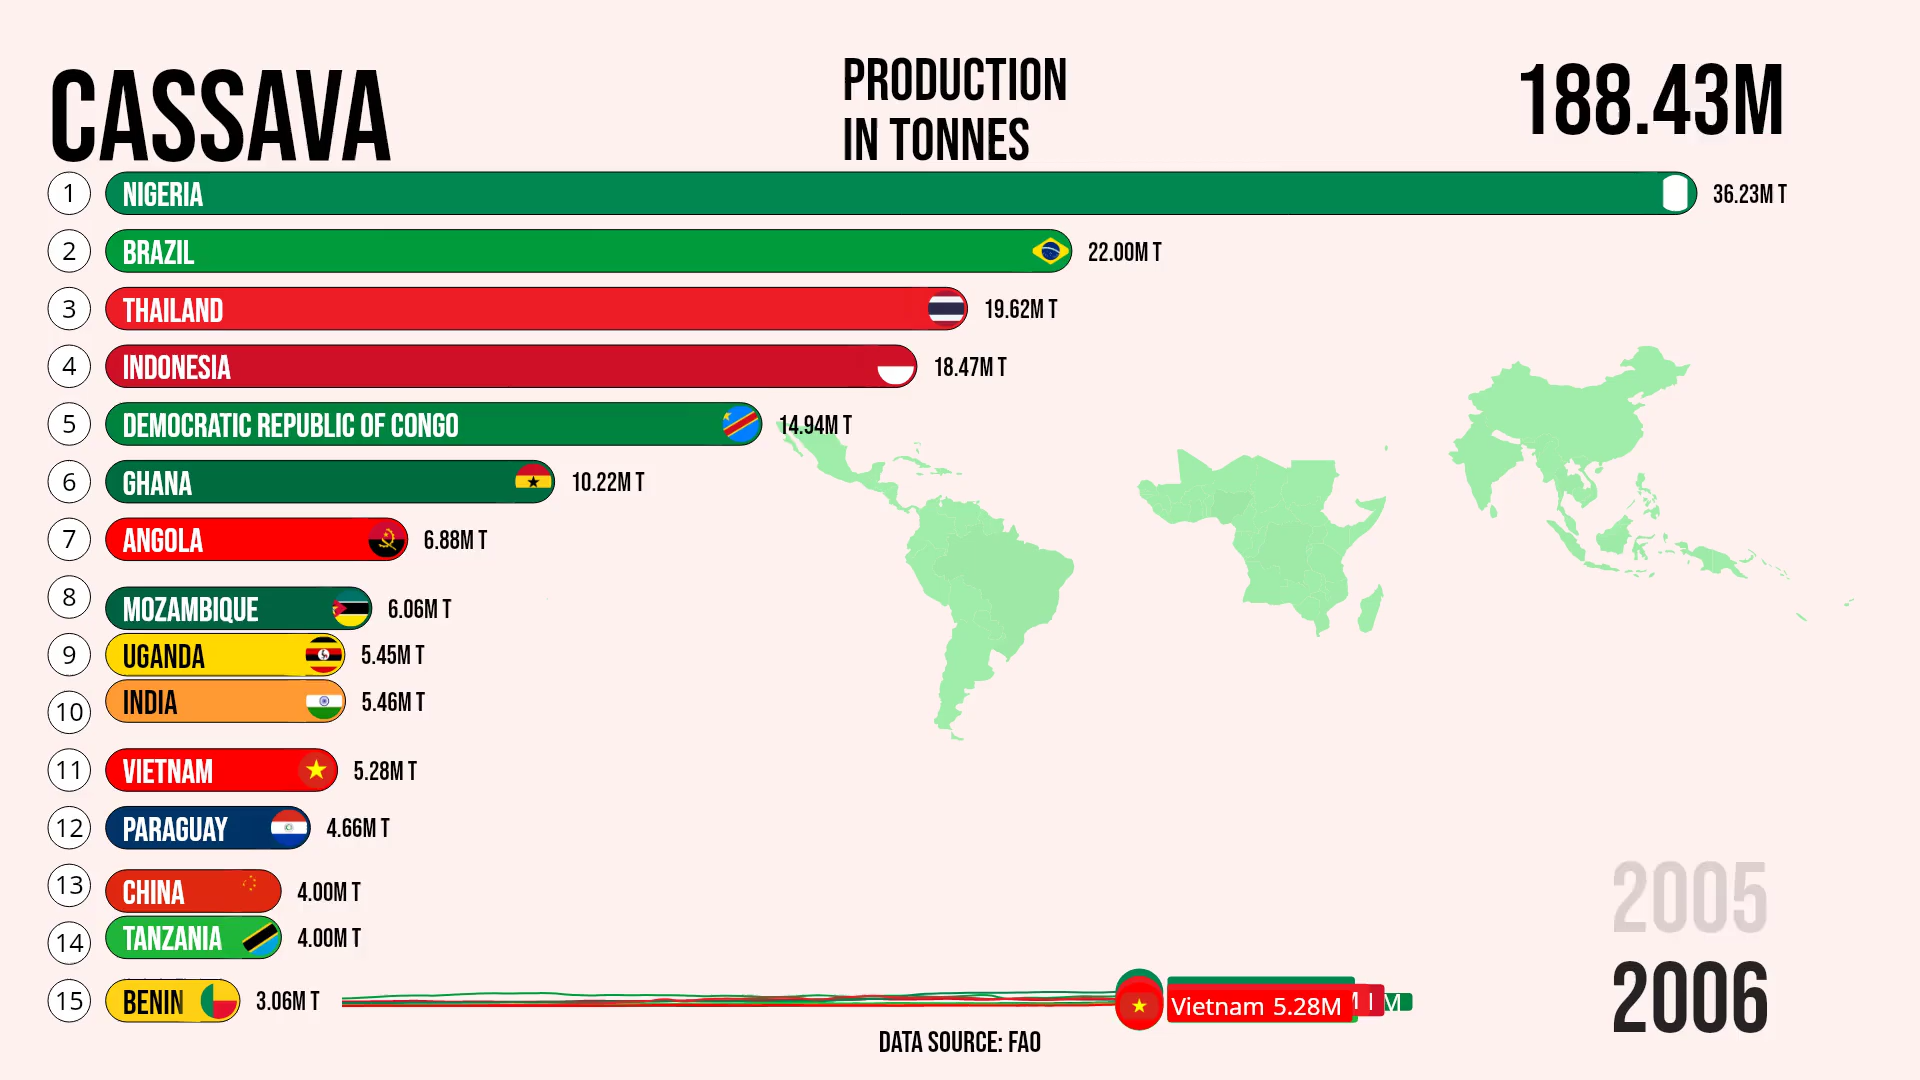 CASSAVA
PRODUCTION
IN TONNES
188.43M
1 NIGERIA 36.23M T
2 BRAZIL 22.00M T
3 THAILAND 19.62M T
4 INDONESIA 18.47M T
5 DEMOCRATIC REPUBLIC OF CONGO 14.94M T
6 GHANA 10.22M T
7 ANGOLA 6.88M T
8 MOZAMBIQUE 6.06M T
9 UGANDA 5.45M T
10 INDIA 5.46M T
11 VIETNAM 5.28M T
12 PARAGUAY 4.66M T
13 CHINA 4.00M T
14 TANZANIA 4.00M T
15 BENIN 3.06M T
Vietnam 5.28M
2005
2006
DATA SOURCE: FAO